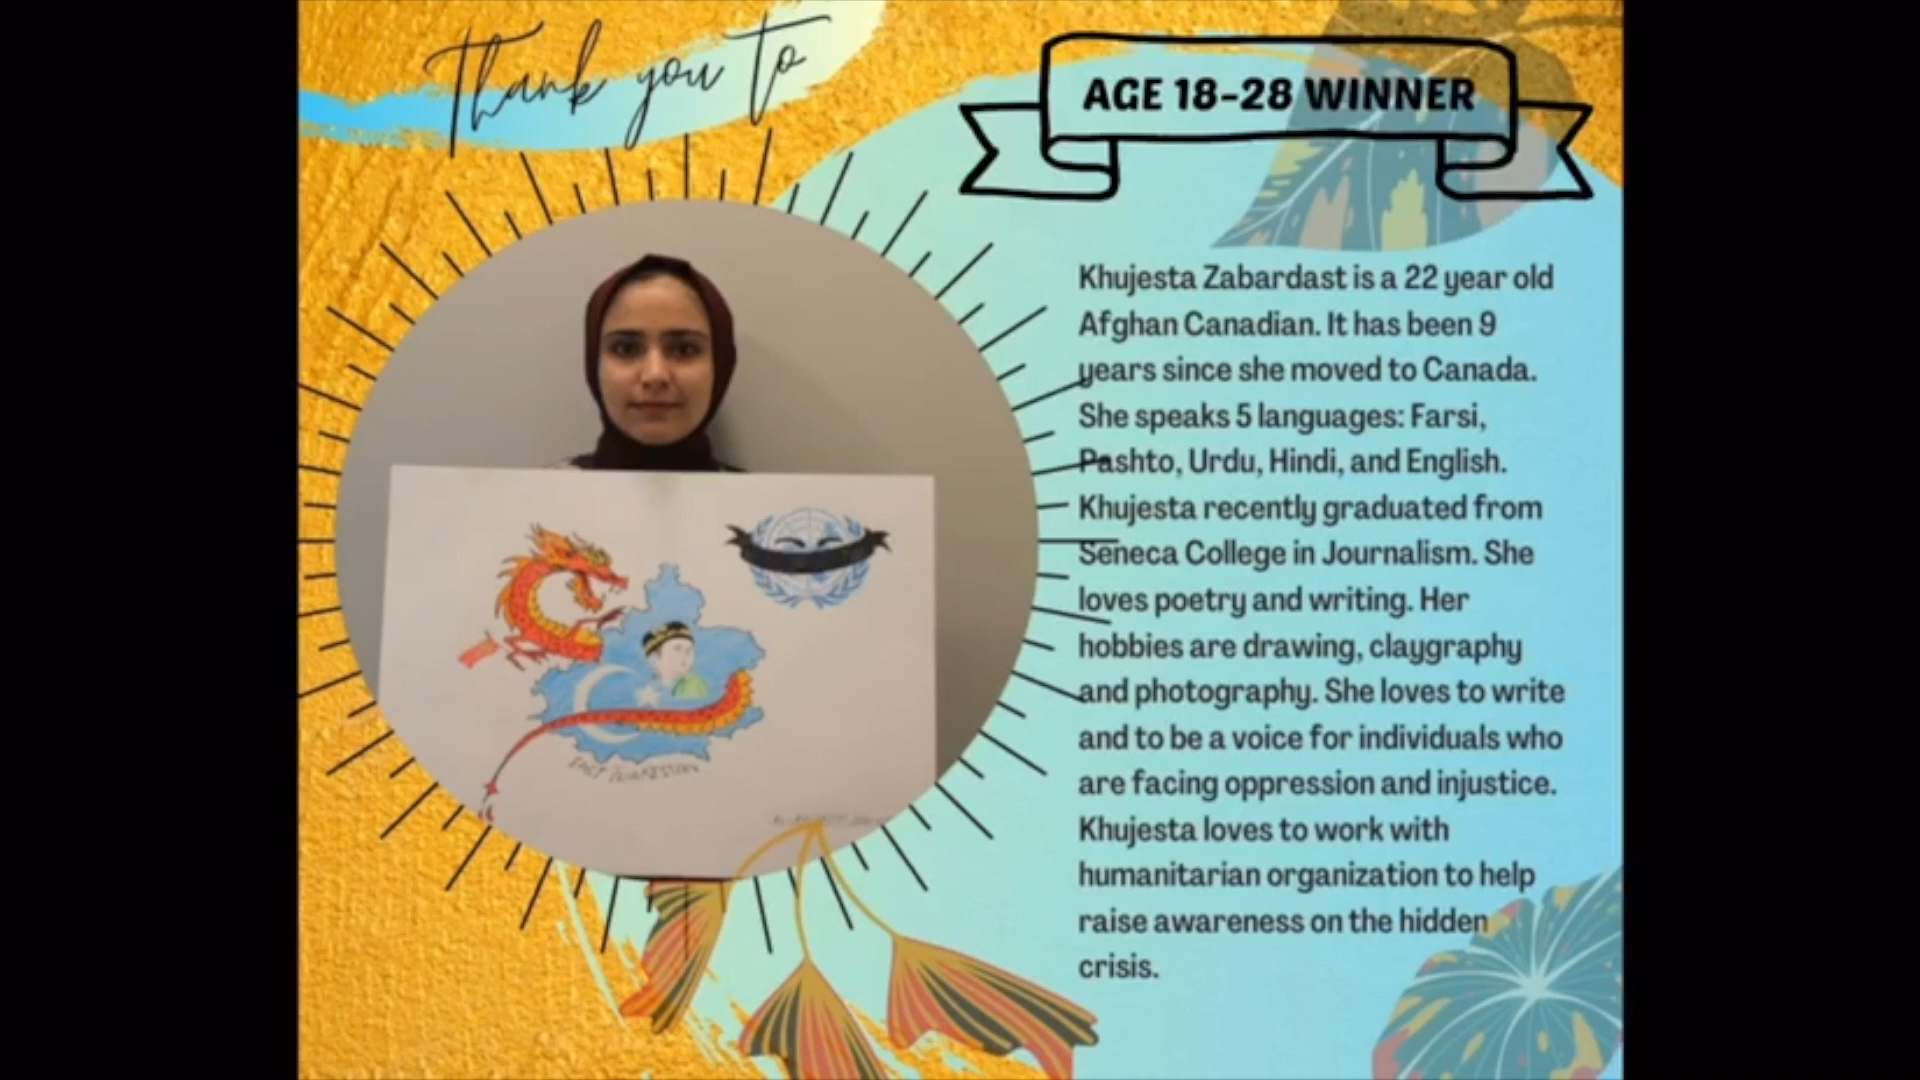 Thank you to
AGE 18-28 WINNER
Khujesta Zabardast is a 22 year old
Afghan Canadian. It has been 9
years since she moved to Canada.
She speaks 5 languages: Farsi,
Pashto, Urdu, Hindi, and English.
Khujesta recently graduated from
Seneca College in Journalism. She
loves poetry and writing. Her
hobbies are drawing, claygraphy
and photography. She loves to write
and to be a voice for individuals who
are facing oppression and injustice.
Khujesta loves to work with
humanitarian organization to help
raise awareness on the hidden
crisis.
EAST TURKESTAN